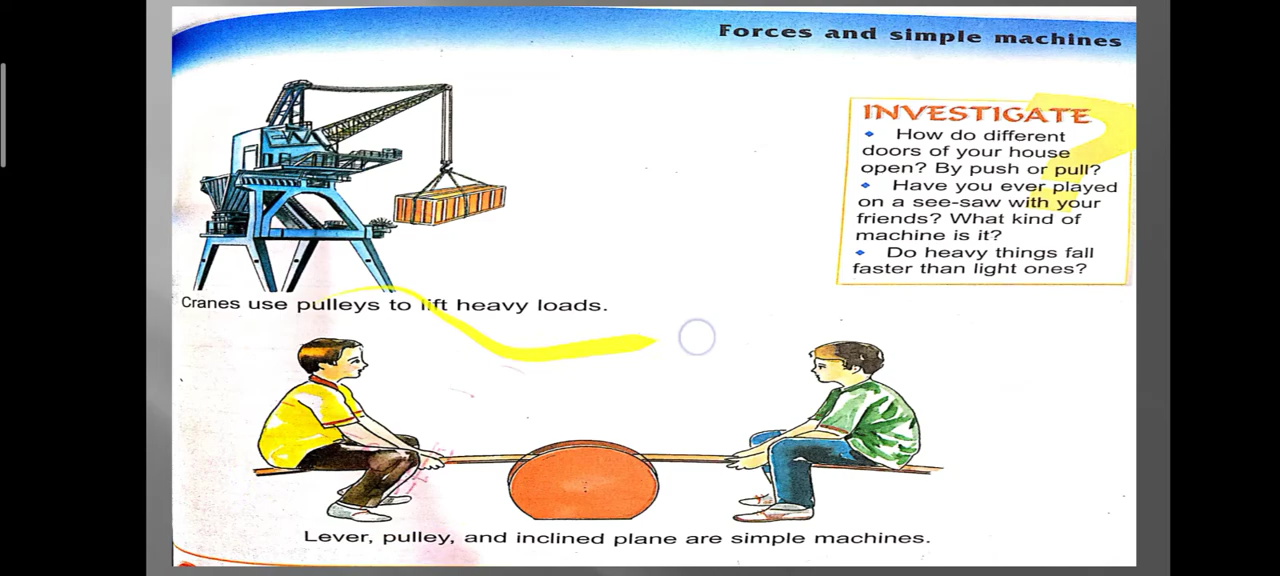 Forces and simple machines
INVESTIGATE
How do different
doors of your house
open? By push or pull?
Have you ever played
on a see-saw with your
friends? What kind of
machine is it?
Do heavy things fall
faster than light ones?
Cranes use pulleys to lift heavy loads.
Lever, pulley, and inclined plane are simple machines.